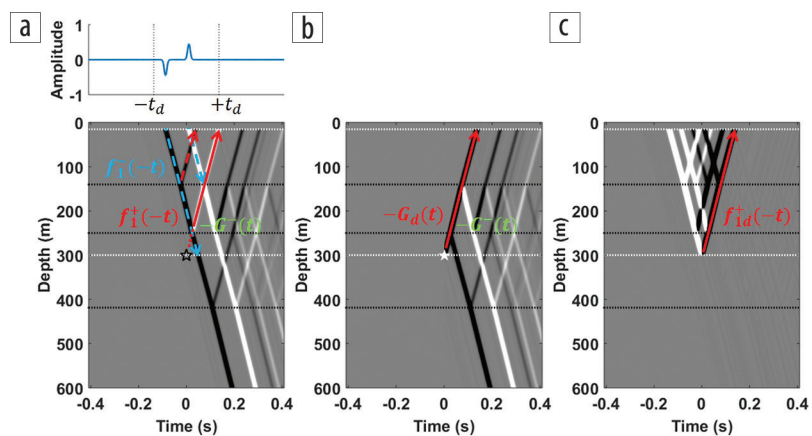 a
b
c
Amplitude
1
0
-1
−t_d
+t_d
Depth (m)
0
100
200
300
400
500
600
f_1^-(-t)
f_1^+(-t)
-G^-(t)
-0.4
-0.2
0
0.2
0.4
Time (s)
Depth (m)
0
100
200
300
400
500
600
-G_d(t)
G^-(t)
-0.4
-0.2
0
0.2
0.4
Time (s)
Depth (m)
0
100
200
300
400
500
600
f_{1d}^+(-t)
-0.4
-0.2
0
0.2
0.4
Time (s)